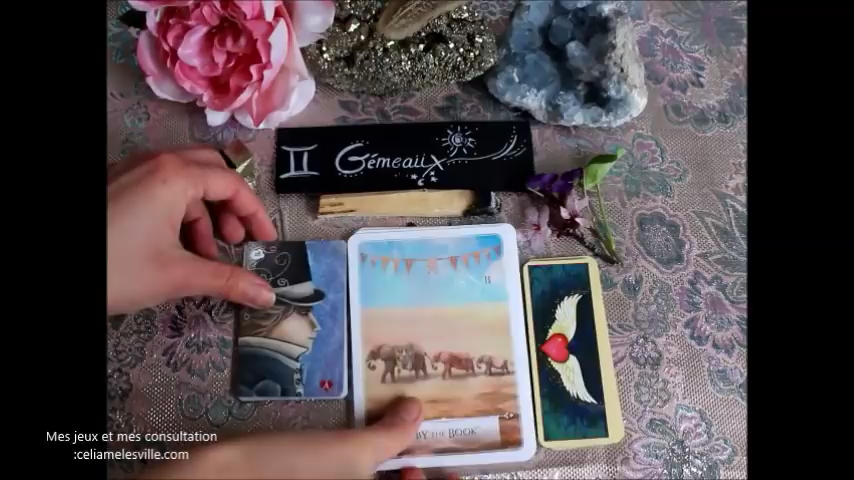 Gémeaux
BY THE BOOK
Mes jeux et mes consultation
:celiamelesville.com